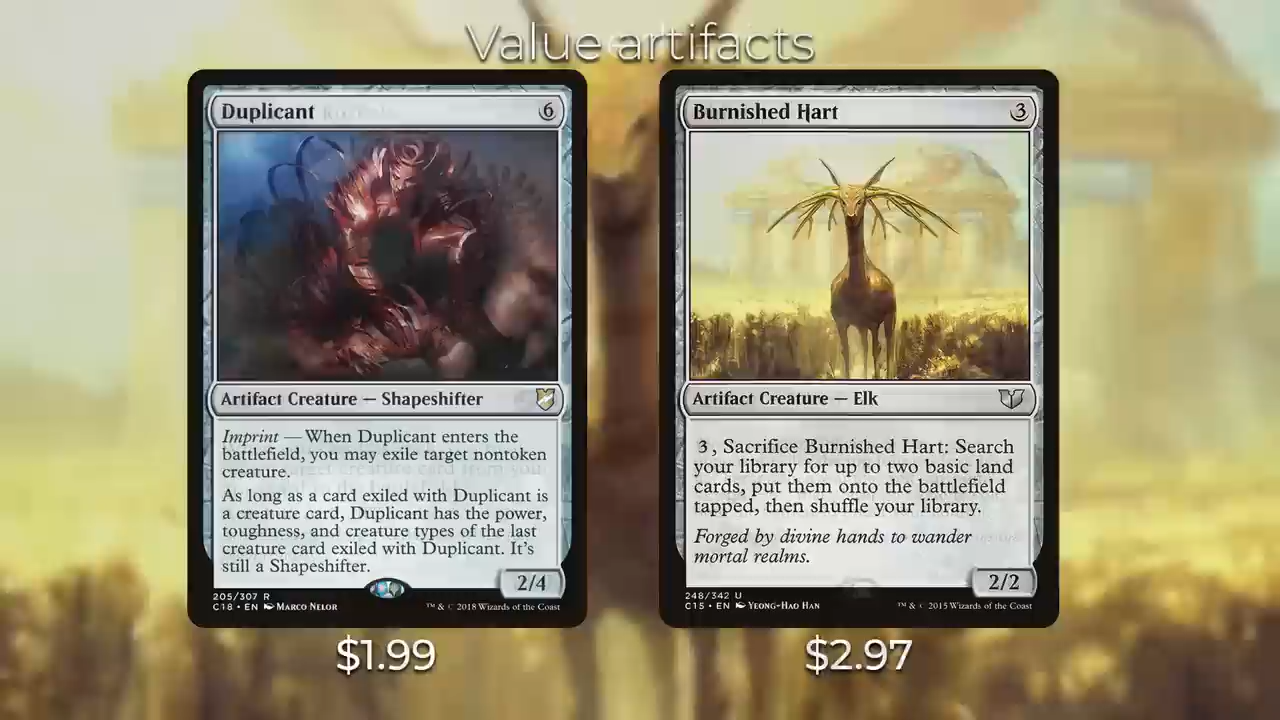 Value artifacts
Duplicant
6
Artifact Creature — Shapeshifter
Imprint — When Duplicant enters the
battlefield, you may exile target nontoken
creature.
As long as a card exiled with Duplicant is
a creature card, Duplicant has the power,
toughness, and creature types of the last
creature card exiled with Duplicant. It's
still a Shapeshifter.
2/4
205/307 R
C18 • EN Marco Nelor
™ & © 2018 Wizards of the Coast
$1.99
Burnished Hart
3
Artifact Creature — Elk
3, Sacrifice Burnished Hart: Search
your library for up to two basic land
cards, put them onto the battlefield
tapped, then shuffle your library.
Forged by divine hands to wander
mortal realms.
2/2
248/342 U
C15 • EN Yeong-Hao Han
™ & © 2015 Wizards of the Coast
$2.97